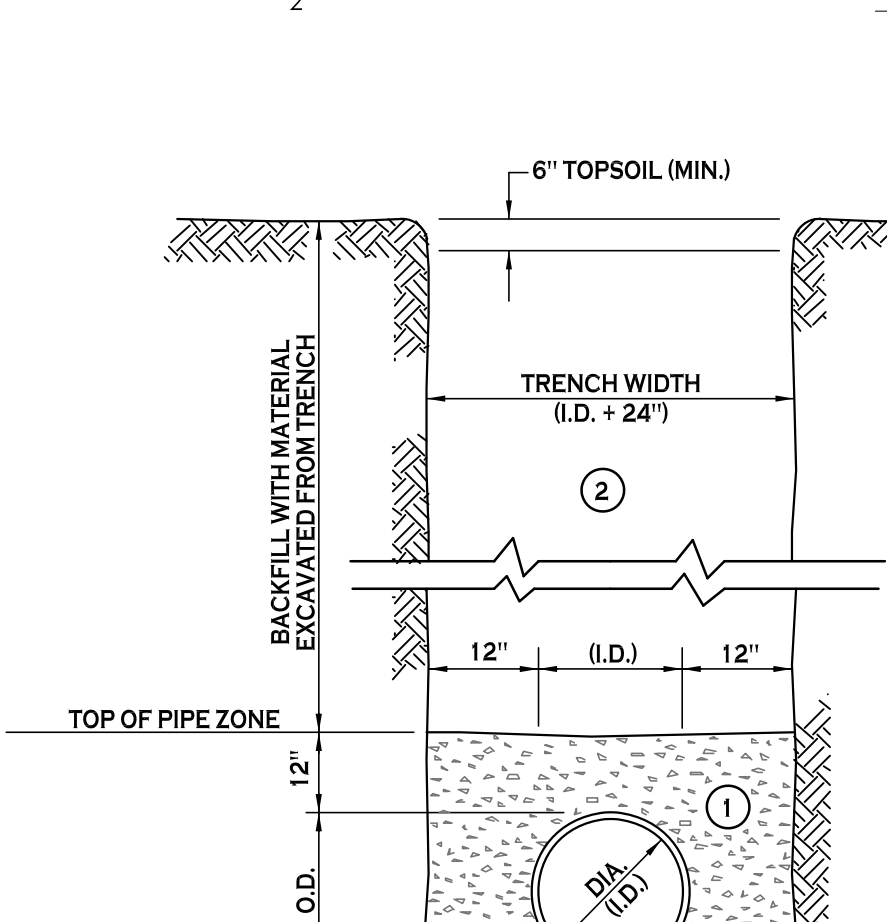 2
6" TOPSOIL (MIN.)
BACKFILL WITH MATERIAL
EXCAVATED FROM TRENCH
TRENCH WIDTH
(I.D. + 24")
2
12"
(I.D.)
12"
TOP OF PIPE ZONE
12"
1
O.D.
DIA.
(I.D.)